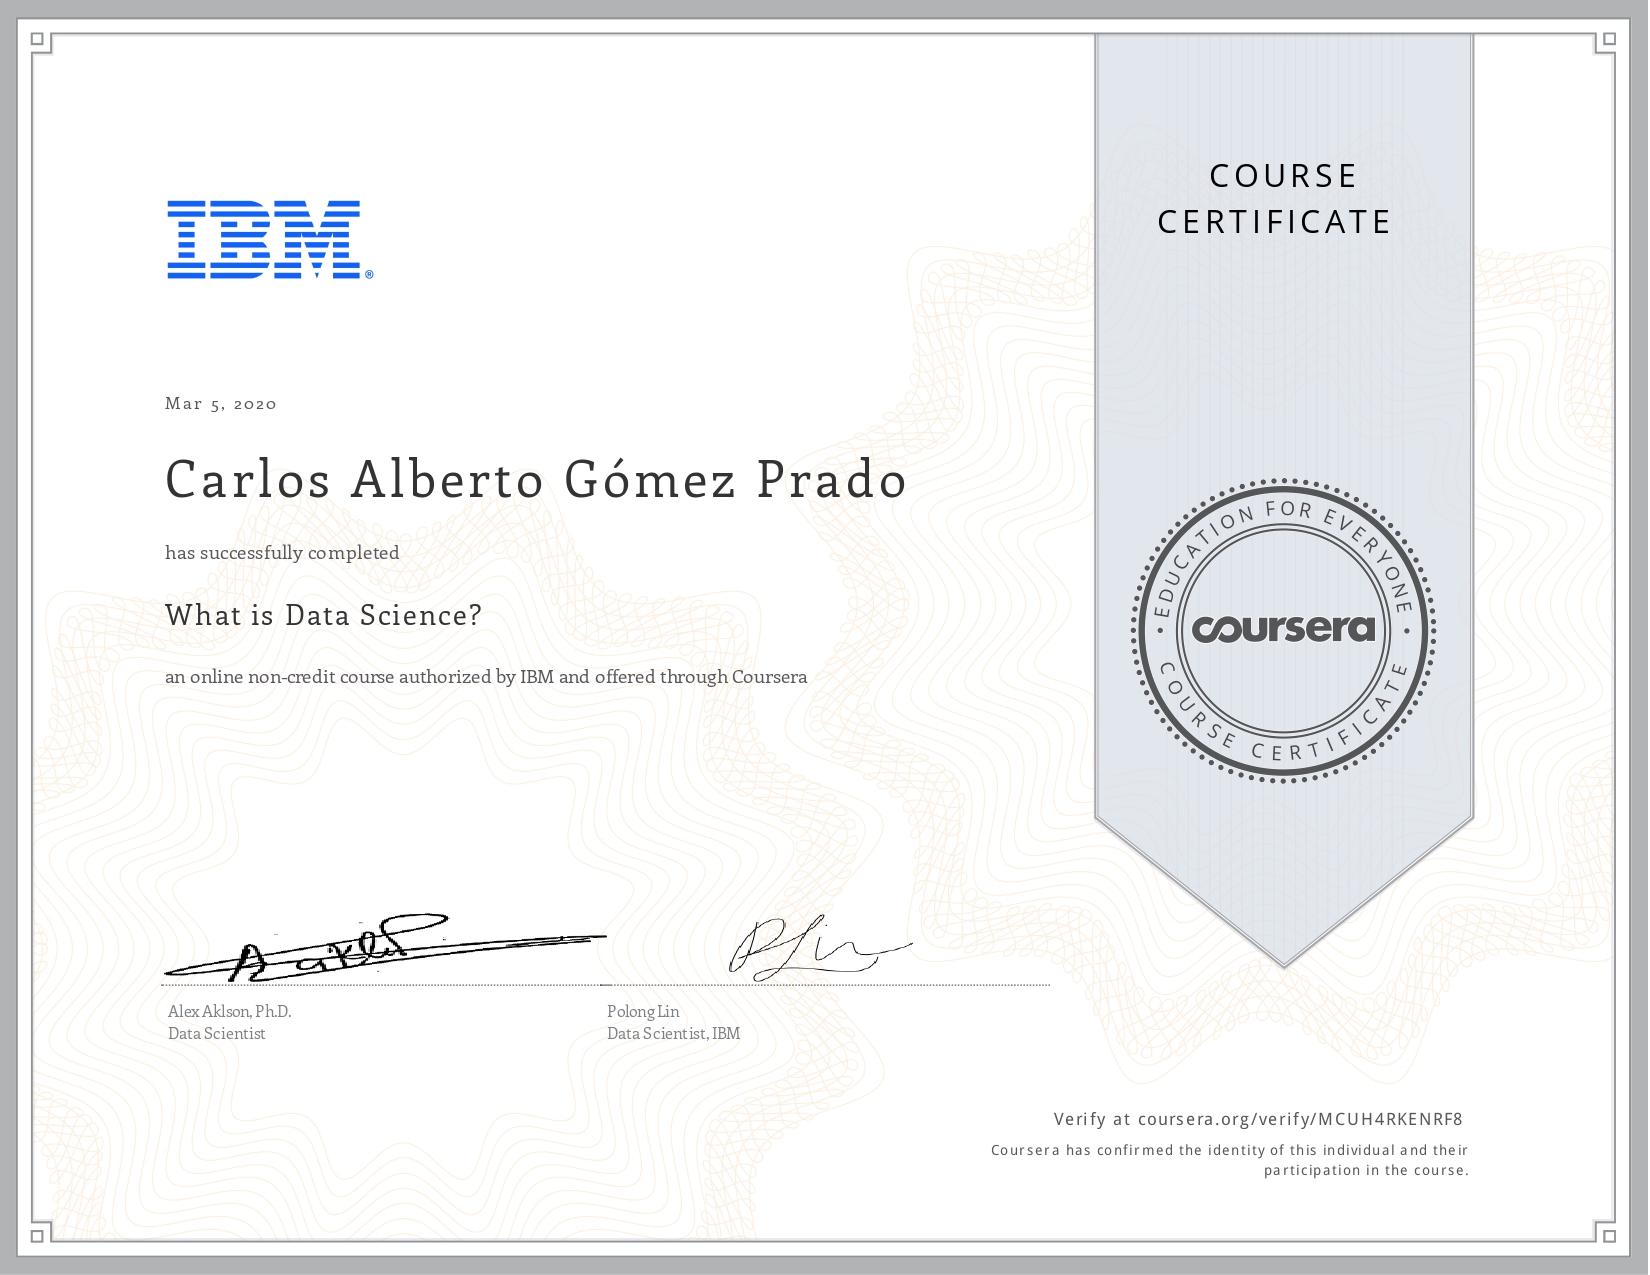 COURSE
CERTIFICATE
IBM®
Mar 5, 2020
Carlos Alberto Gómez Prado
has successfully completed
What is Data Science?
an online non-credit course authorized by IBM and offered through Coursera
EDUCATION FOR EVERYONE
coursera
COURSE CERTIFICATE
Alex Aklson, Ph.D.
Data Scientist
Polong Lin
Data Scientist, IBM
Verify at coursera.org/verify/MCUH4RKENRF8
Coursera has confirmed the identity of this individual and their
participation in the course.